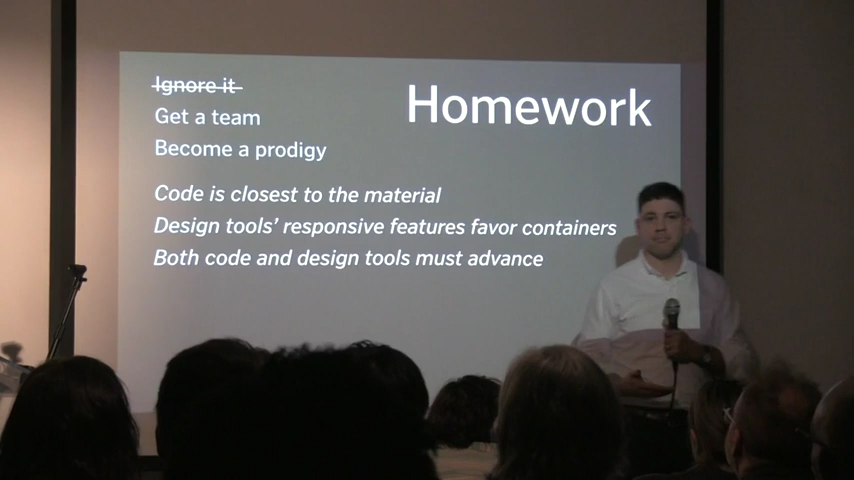 Homework
Ignore it
Get a team
Become a prodigy
Code is closest to the material
Design tools’ responsive features favor containers
Both code and design tools must advance